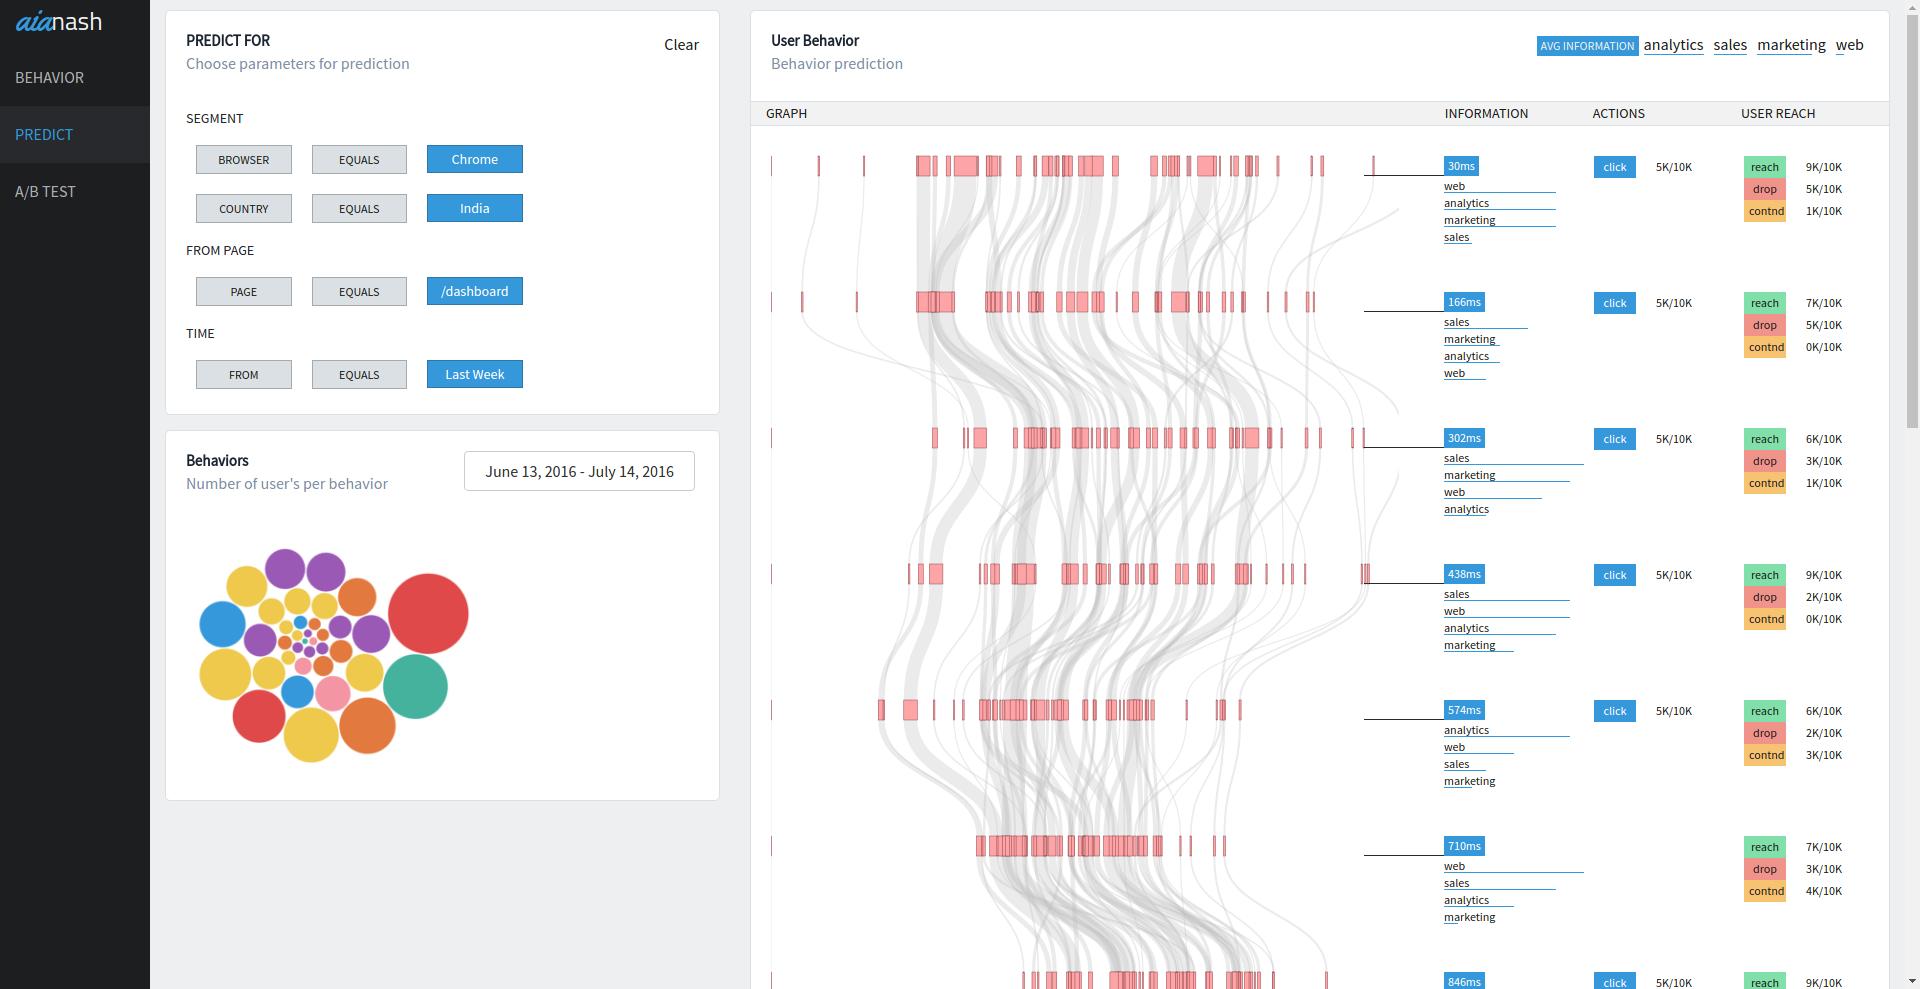 aianash
BEHAVIOR
PREDICT
A/B TEST
PREDICT FOR
Choose parameters for prediction
Clear
SEGMENT
BROWSER EQUALS Chrome
COUNTRY EQUALS India
FROM PAGE
PAGE EQUALS /dashboard
TIME
FROM EQUALS Last Week
Behaviors
Number of user's per behavior
June 13, 2016 - July 14, 2016
User Behavior
Behavior prediction
AVG INFORMATION analytics sales marketing web
GRAPH INFORMATION ACTIONS USER REACH
30ms click 5K/10K reach 9K/10K
web drop 5K/10K
analytics contnd 1K/10K
marketing
sales
166ms click 5K/10K reach 7K/10K
sales drop 5K/10K
marketing contnd 0K/10K
analytics
web
302ms click 5K/10K reach 6K/10K
sales drop 3K/10K
marketing contnd 1K/10K
web
analytics
438ms click 5K/10K reach 9K/10K
sales drop 2K/10K
web contnd 0K/10K
analytics
marketing
574ms click 5K/10K reach 6K/10K
analytics drop 2K/10K
web contnd 3K/10K
sales
marketing
710ms reach 7K/10K
web drop 3K/10K
sales contnd 4K/10K
analytics
marketing
846ms click 5K/10K reach 9K/10K